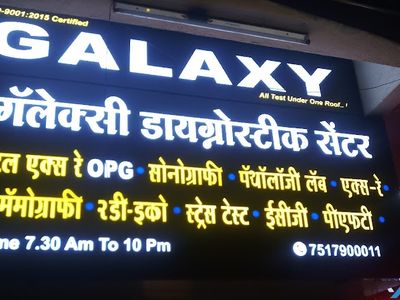 -9001:2015 Certified
GALAXY
All Test Under One Roof..!
गॅलेक्सी डायग्नोस्टीक सेंटर
एक्स रे OPG • सोनोग्राफी • पॅथॉलॉजी लॅब • एक्स-रे •
मॅमोग्राफी • २डी-इको • स्ट्रेस टेस्ट • ईसीजी • पीएफटी •
7.30 Am To 10 Pm 7517900011